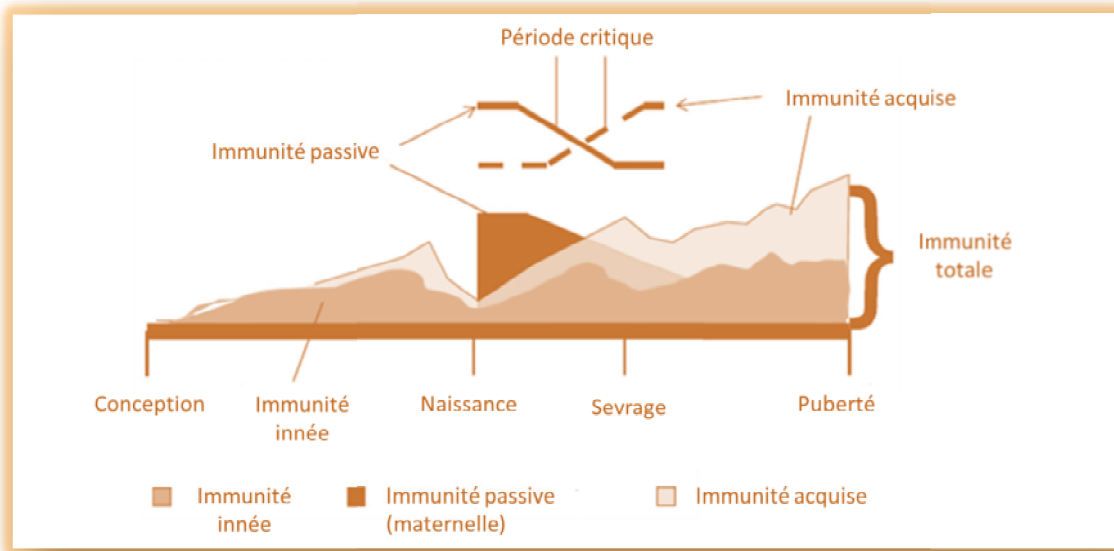 Période critique
Immunité acquise
Immunité passive
Immunité
totale
Conception
Immunité
innée
Naissance
Sevrage
Puberté
Immunité
innée
Immunité passive
(maternelle)
Immunité acquise